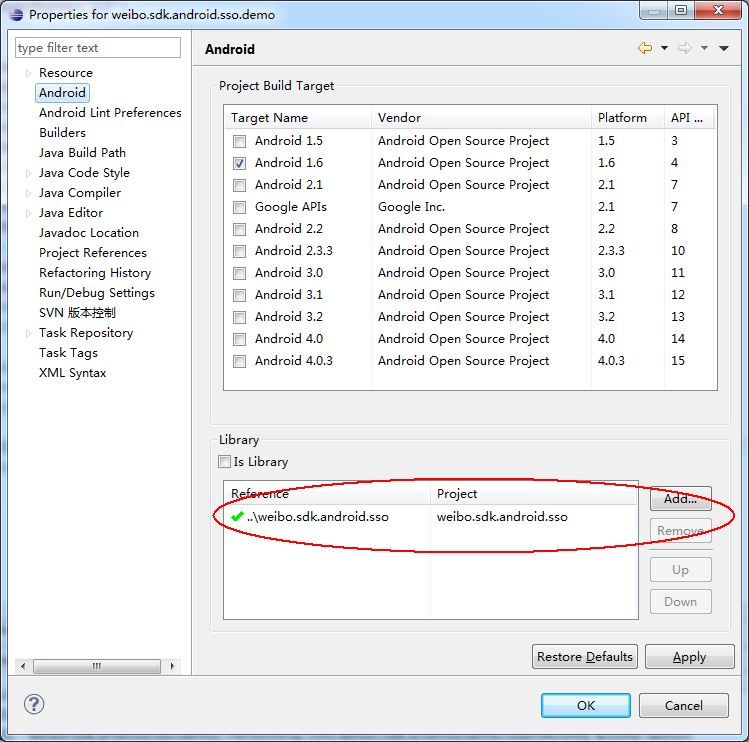 Properties for weibo.sdk.android.sso.demo
type filter text
Resource
Android
Android Lint Preferences
Builders
Java Build Path
Java Code Style
Java Compiler
Java Editor
Javadoc Location
Project References
Refactoring History
Run/Debug Settings
SVN 版本控制
Task Repository
Task Tags
XML Syntax
Android
Project Build Target
Target Name Vendor Platform API ...
Android 1.5 Android Open Source Project 1.5 3
Android 1.6 Android Open Source Project 1.6 4
Android 2.1 Android Open Source Project 2.1 7
Google APIs Google Inc. 2.1 7
Android 2.2 Android Open Source Project 2.2 8
Android 2.3.3 Android Open Source Project 2.3.3 10
Android 3.0 Android Open Source Project 3.0 11
Android 3.1 Android Open Source Project 3.1 12
Android 3.2 Android Open Source Project 3.2 13
Android 4.0 Android Open Source Project 4.0 14
Android 4.0.3 Android Open Source Project 4.0.3 15
Library
Is Library
Reference Project
..\weibo.sdk.android.sso weibo.sdk.android.sso
Add...
Remove
Up
Down
Restore Defaults Apply
OK Cancel